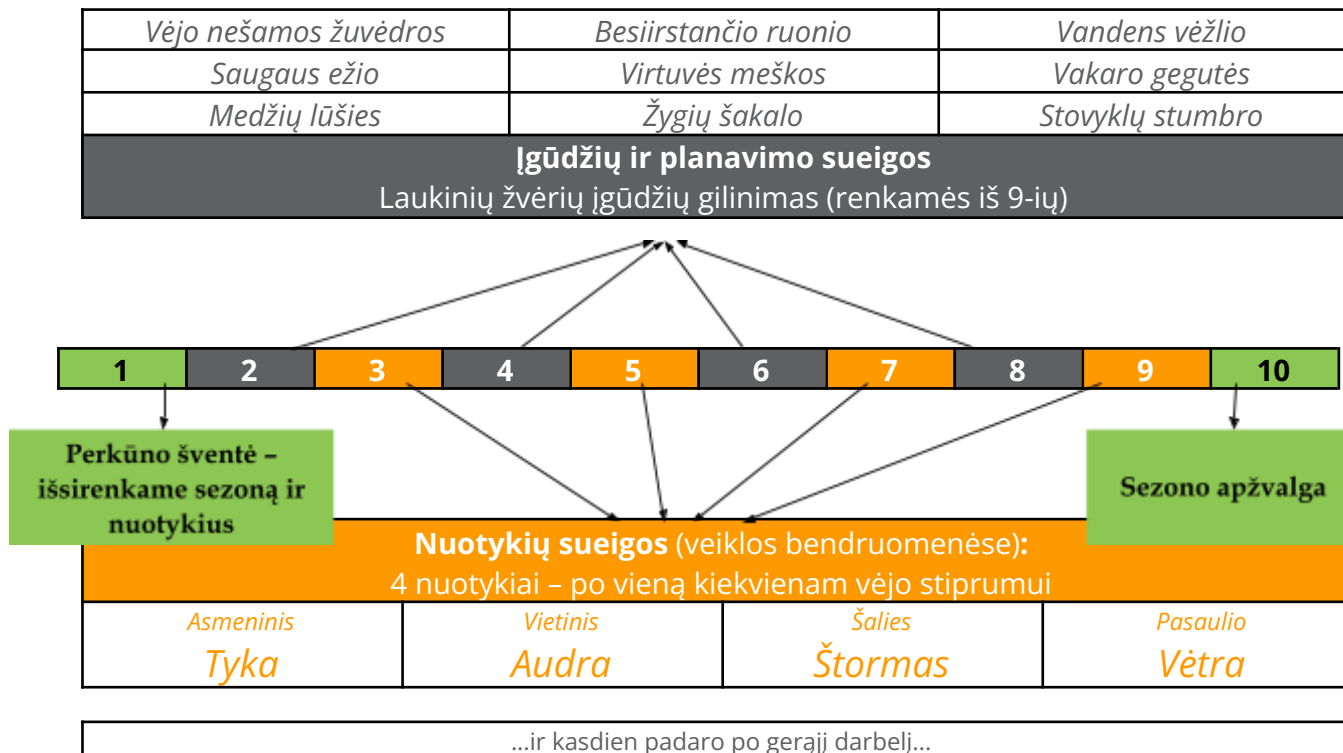 Vėjo nešamos žuvėdros Besiirstančio ruonio Vandens vėžlio
Saugaus ežio Virtuvės meškos Vakaro gegutės
Medžių lūšies Žygių šakalo Stovyklų stumbro
Įgūdžių ir planavimo sueigos
Laukinių žvėrių įgūdžių gilinimas (renkamės iš 9-ių)
1 2 3 4 5 6 7 8 9 10
Perkūno šventė –
išsirenkame sezoną ir
nuotykius
Sezono apžvalga
Nuotykių sueigos (veiklos bendruomenėse):
4 nuotykiai – po vieną kiekvienam vėjo stiprumui
Asmeninis Vietinis Šalies Pasaulio
Tyka Audra Štormas Vėtra
...ir kasdien padaro po gerąjį darbelį...